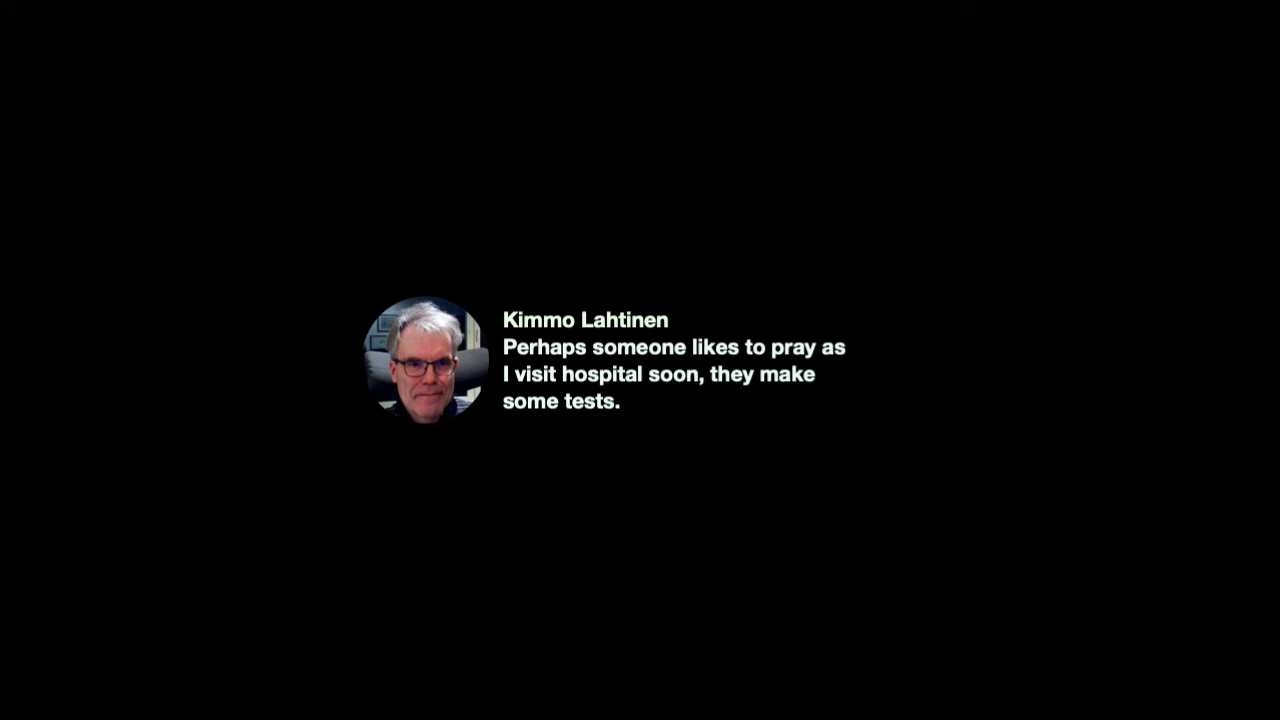 Kimmo Lahtinen
Perhaps someone likes to pray as
I visit hospital soon, they make
some tests.